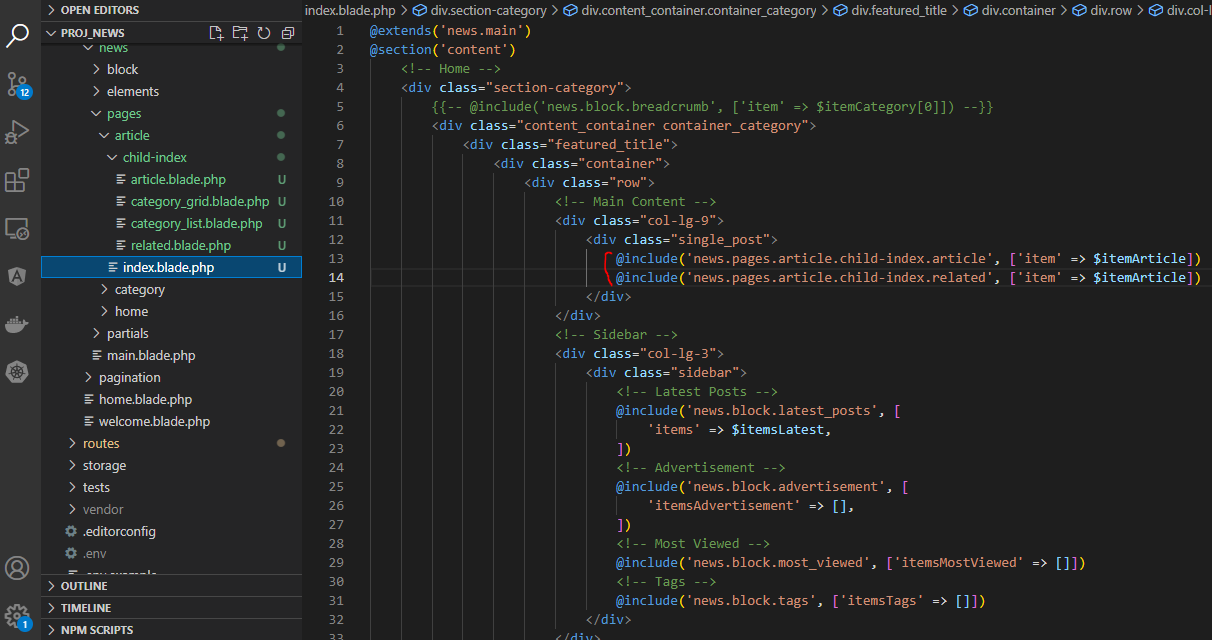 OPEN EDITORS
PROJ_NEWS
news
block
elements
pages
article
child-index
article.blade.php U
category_grid.blade.php U
category_list.blade.php U
related.blade.php U
index.blade.php U
category
home
partials
main.blade.php
pagination
home.blade.php
welcome.blade.php
routes
storage
tests
vendor
.editorconfig
.env
.env.example
OUTLINE
TIMELINE
NPM SCRIPTS
12
1
index.blade.php > div.section-category > div.content_container.container_category > div.featured_title > div.container > div.row > div.col-l
1 @extends('news.main')
2 @section('content')
3 <!-- Home -->
4 <div class="section-category">
5 {{-- @include('news.block.breadcrumb', ['item' => $itemCategory[0]]) --}}
6 <div class="content_container container_category">
7 <div class="featured_title">
8 <div class="container">
9 <div class="row">
10 <!-- Main Content -->
11 <div class="col-lg-9">
12 <div class="single_post">
13 @include('news.pages.article.child-index.article', ['item' => $itemArticle])
14 @include('news.pages.article.child-index.related', ['item' => $itemArticle])
15 </div>
16 </div>
17 <!-- Sidebar -->
18 <div class="col-lg-3">
19 <div class="sidebar">
20 <!-- Latest Posts -->
21 @include('news.block.latest_posts', [
22 'items' => $itemsLatest,
23 ])
24 <!-- Advertisement -->
25 @include('news.block.advertisement', [
26 'itemsAdvertisement' => [],
27 ])
28 <!-- Most Viewed -->
29 @include('news.block.most_viewed', ['itemsMostViewed' => []])
30 <!-- Tags -->
31 @include('news.block.tags', ['itemsTags' => []])
32 </div>
33 </div>